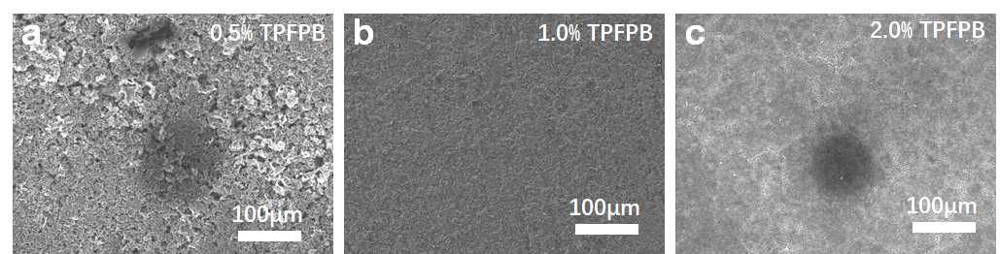 a
0.5% TPFPB
100μm
b
1.0% TPFPB
100μm
c
2.0% TPFPB
100μm